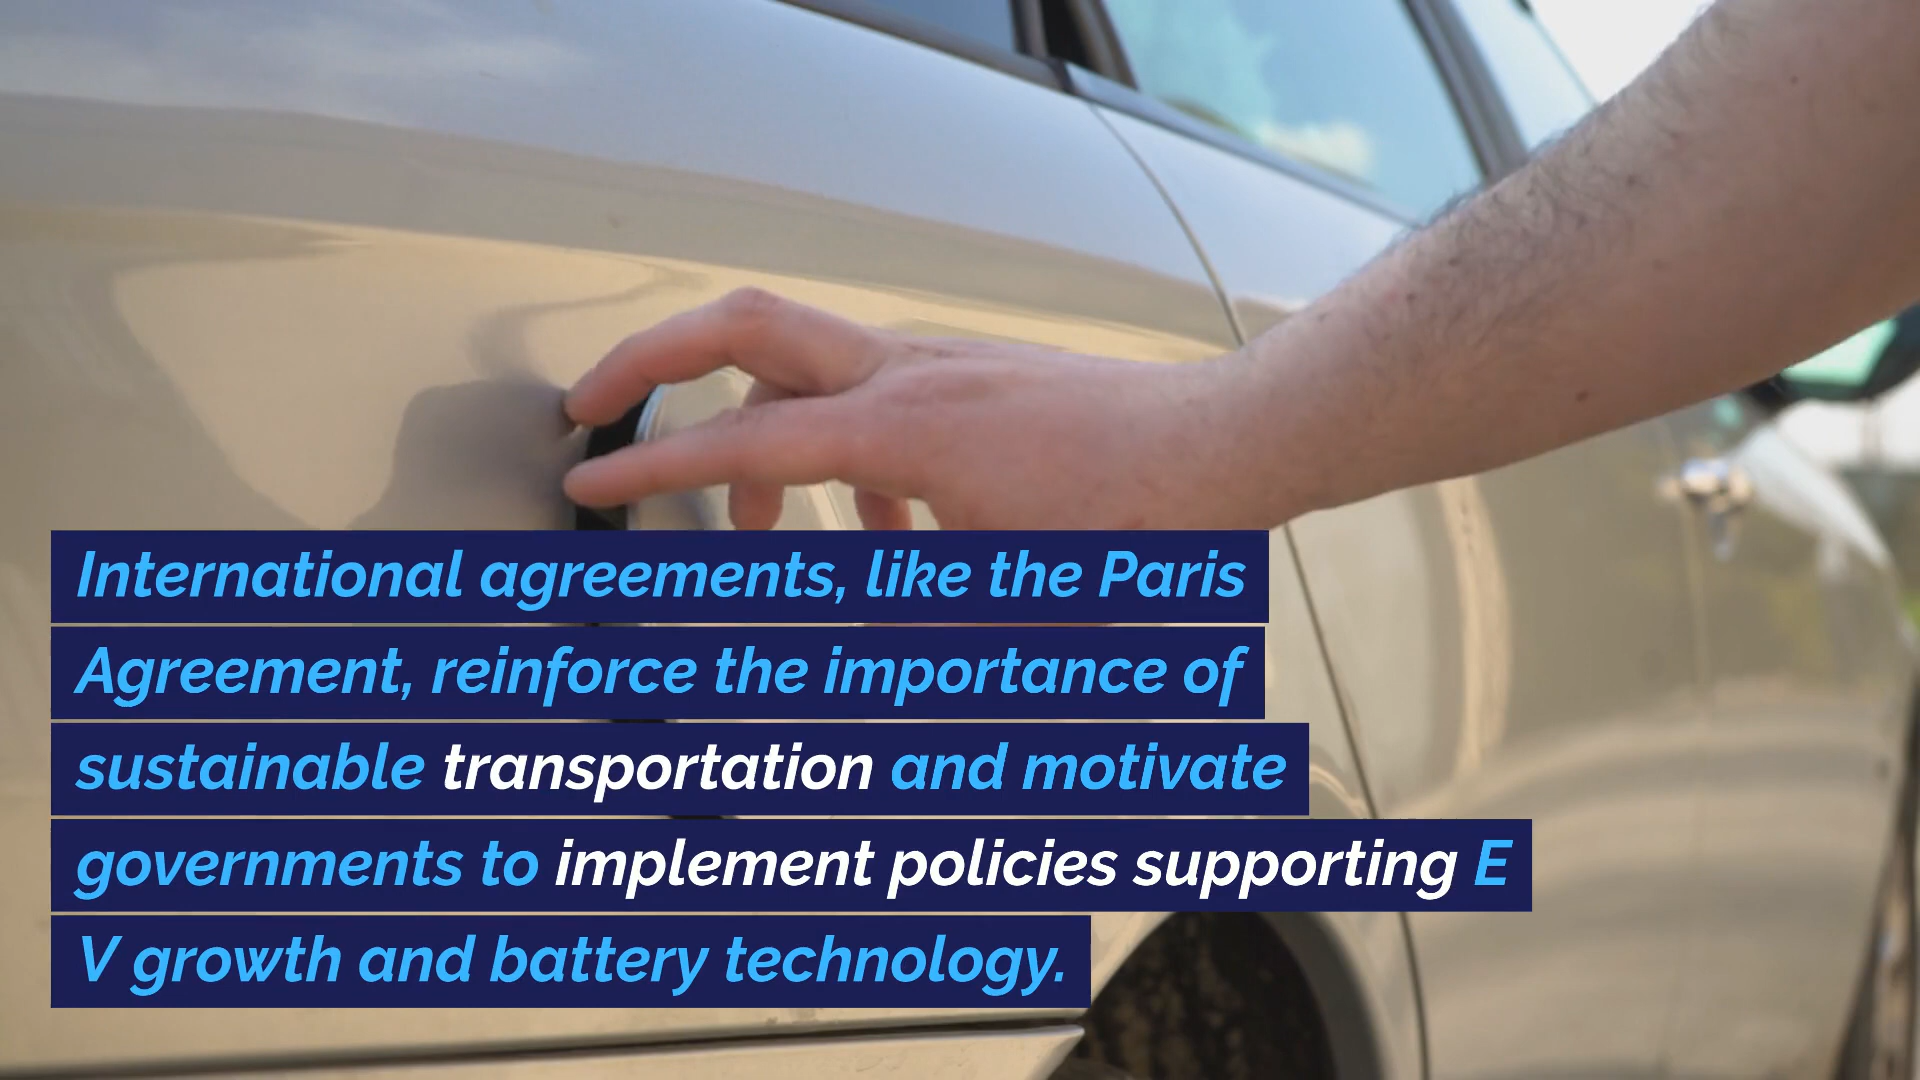 International agreements, like the Paris
Agreement, reinforce the importance of
sustainable transportation and motivate
governments to implement policies supporting E
V growth and battery technology.